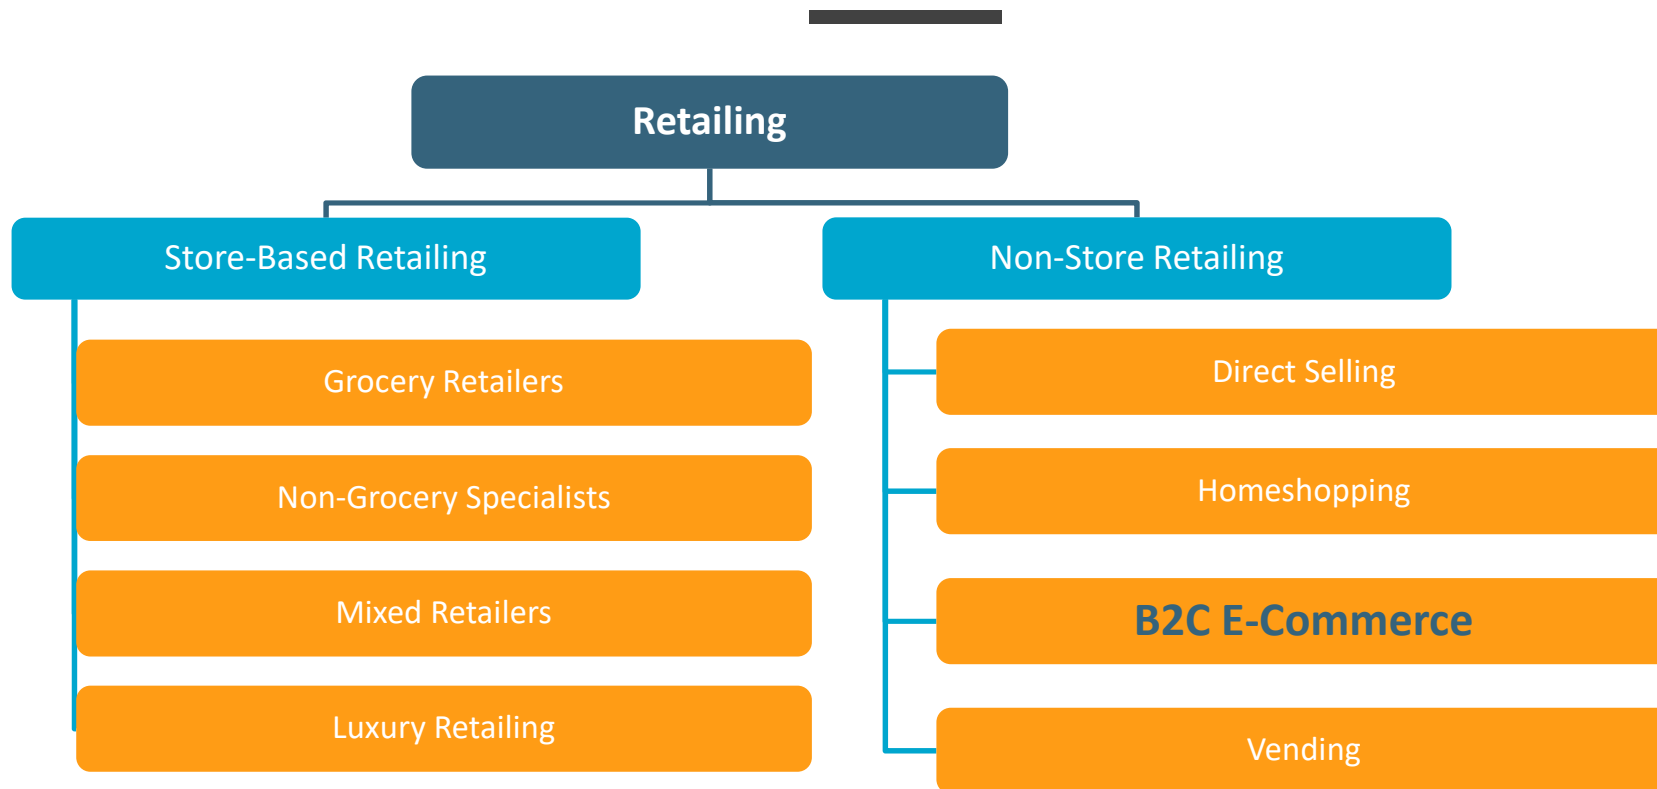 Retailing
Store-Based Retailing
Grocery Retailers
Non-Grocery Specialists
Mixed Retailers
Luxury Retailing
Non-Store Retailing
Direct Selling
Homeshopping
B2C E-Commerce
Vending